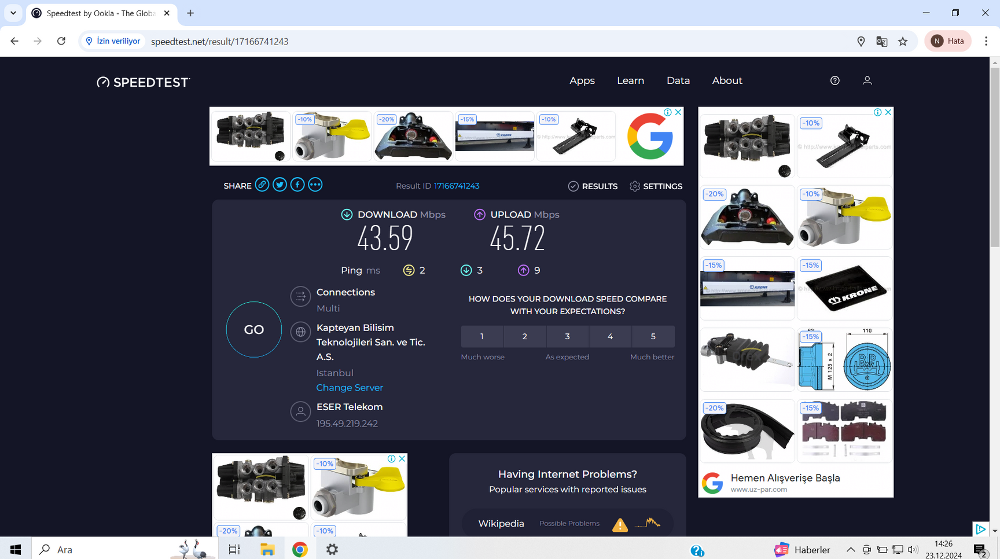 Speedtest by Ookla - The Globa
İzin veriliyor
speedtest.net/result/17166741243
N
Hata
SPEEDTEST
Apps
Learn
Data
About
-10%
-20%
-15%
-10%
KRONE
SHARE
Result ID 17166741243
RESULTS
SETTINGS
DOWNLOAD Mbps
43.59
UPLOAD Mbps
45.72
Ping ms
2
3
9
Connections
Multi
GO
Kapteyan Bilisim
Teknolojileri San. ve Tic.
A.S.
Istanbul
Change Server
ESER Telekom
195.49.219.242
HOW DOES YOUR DOWNLOAD SPEED COMPARE
WITH YOUR EXPECTATIONS?
1 2 3 4 5
Much worse
As expected
Much better
-10%
-20%
-10%
-15%
KRONE
-15%
KRONE
-15%
110
M 125 x 2
-20%
-15%
Hemen Alışverişe Başla
www.uz-par.com
-10%
-20%
-10%
Having Internet Problems?
Popular services with reported issues
Wikipedia
Possible Problems
Ara
Haberler
14:26
23.12.2024
2